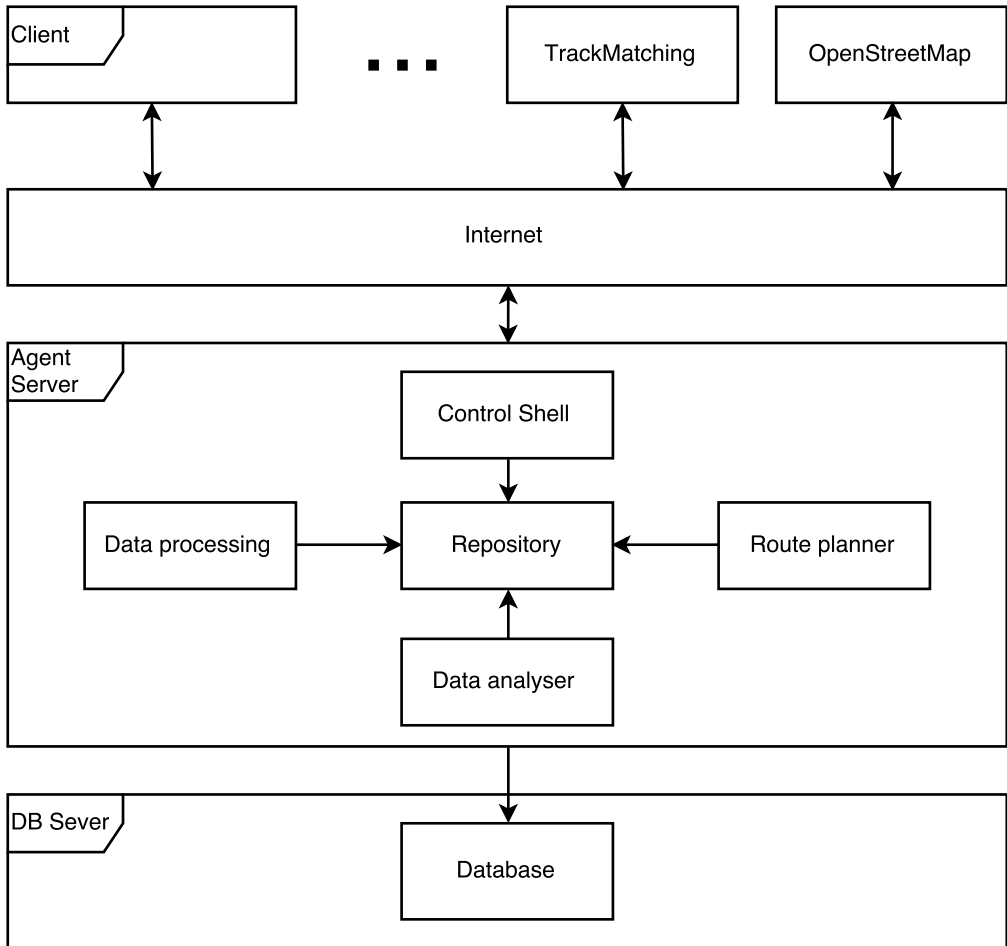 Client
TrackMatching
OpenStreetMap
Internet
Agent
Server
Control Shell
Data processing
Repository
Route planner
Data analyser
DB Sever
Database